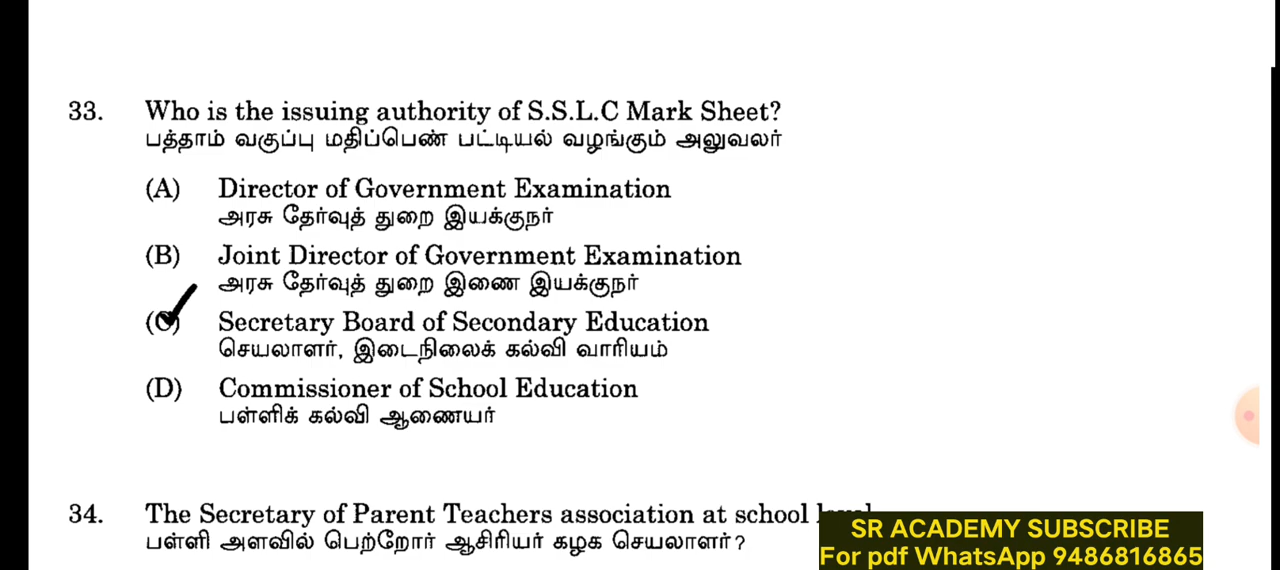 33. Who is the issuing authority of S.S.L.C Mark Sheet?
பத்தாம் வகுப்பு மதிப்பெண் பட்டியல் வழங்கும் அலுவலர்
(A) Director of Government Examination
அரசு தேர்வுத் துறை இயக்குநர்
(B) Joint Director of Government Examination
அரசு தேர்வுத் துறை இணை இயக்குநர்
(C) Secretary Board of Secondary Education
செயலாளர், இடைநிலைக் கல்வி வாரியம்
(D) Commissioner of School Education
பள்ளிக் கல்வி ஆணையர்
34. The Secretary of Parent Teachers association at school
பள்ளி அளவில் பெற்றோர் ஆசிரியர் கழக செயலாளர்?
SR ACADEMY SUBSCRIBE
For pdf WhatsApp 9486816865